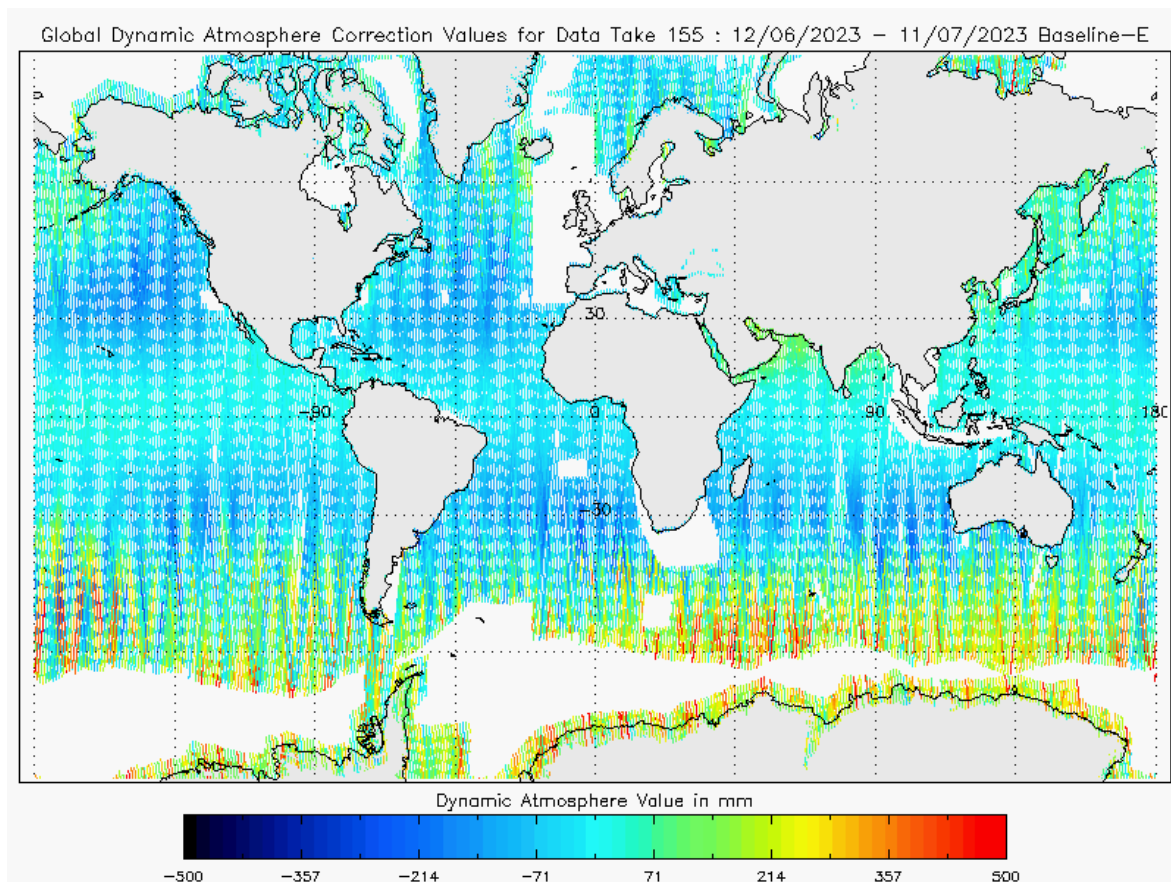 Global Dynamic Atmosphere Correction Values for Data Take 155 : 12/06/2023 – 11/07/2023 Baseline–E
30
–90 0 90 180
–30
Dynamic Atmosphere Value in mm
–500 –357 –214 –71 71 214 357 500